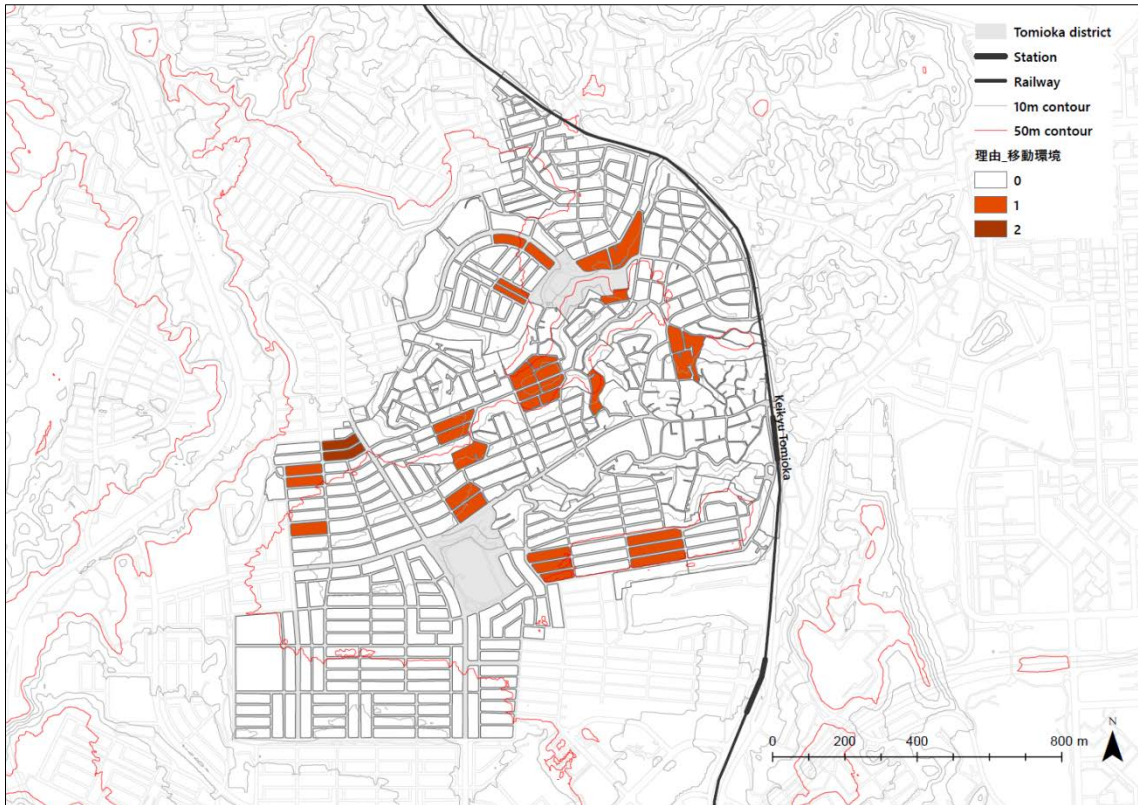 Tomioka district
Station
Railway
10m contour
50m contour
理由_移動環境
0
1
2
Keikyu Tomioka
N
0 200 400 800 m